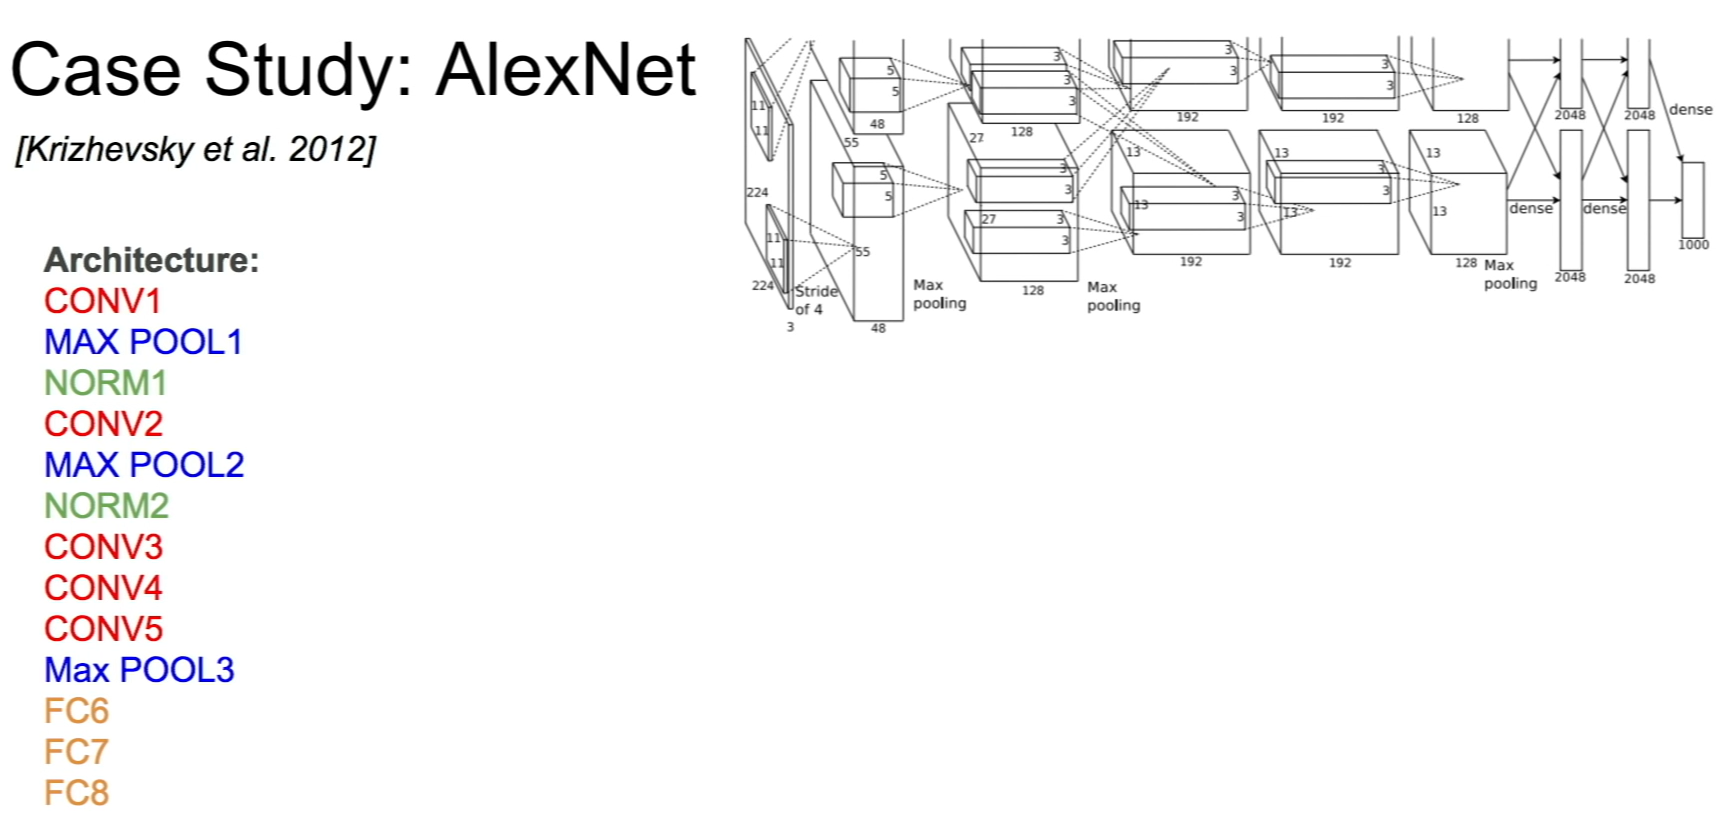 Case Study: AlexNet
[Krizhevsky et al. 2012]
Architecture:
CONV1
MAX POOL1
NORM1
CONV2
MAX POOL2
NORM2
CONV3
CONV4
CONV5
Max POOL3
FC6
FC7
FC8
11
11
224
11
11
224
3
Stride
of 4
5
5
48
55
5
5
55
48
Max
pooling
3
3
3
128
27
3
3
27
3
3
128
Max
pooling
3
3
192
13
3
13
3
192
3
3
192
13
3
3
13
192
128
13
13
128
Max
pooling
dense
2048
2048
dense
2048
2048
dense
1000